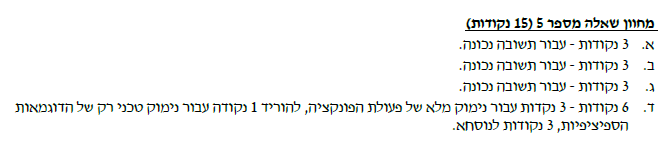 מחוון שאלה מספר 5 (15 נקודות)
א. 3 נקודות - עבור תשובה נכונה.
ב. 3 נקודות - עבור תשובה נכונה.
ג. 3 נקודות - עבור תשובה נכונה.
ד. 6 נקודות - 3 נקדות עבור נימוק מלא של פעולת הפונקציה, להוריד 1 נקודה עבור נימוק טכני רק של הדוגמאות
הספיציפיות, 3 נקודות לנוסחא.